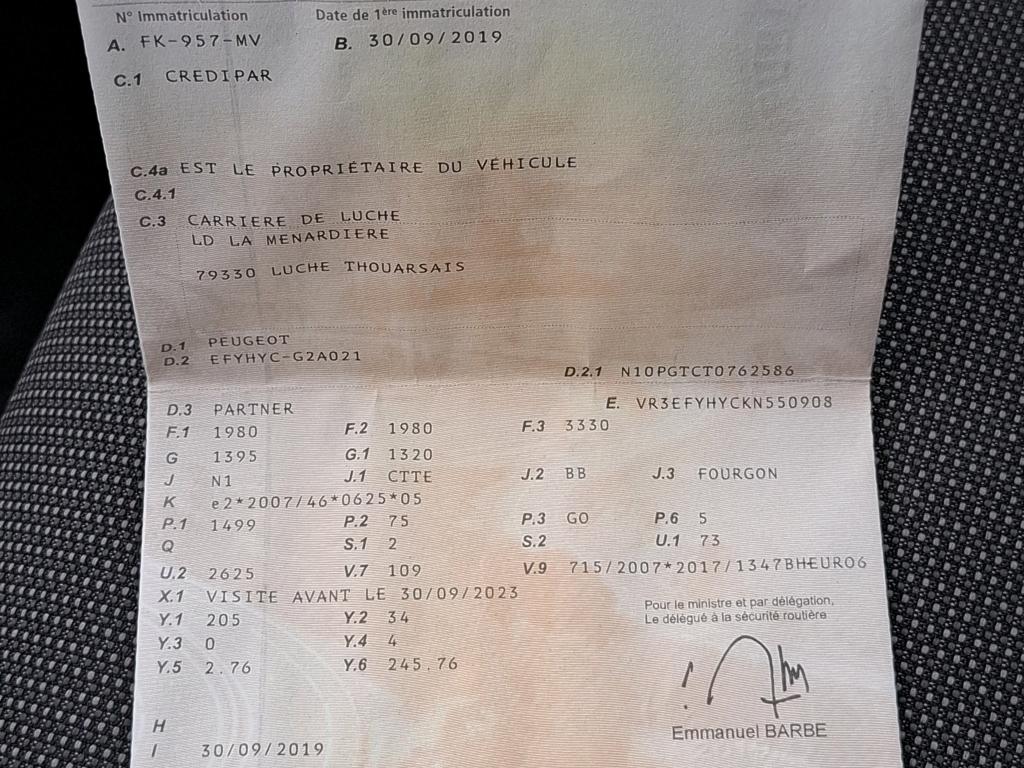 N° Immatriculation Date de 1ère immatriculation
A. FK-957-MV B. 30/09/2019
C.1 CREDIPAR
C.4a EST LE PROPRIÉTAIRE DU VÉHICULE
C.4.1
C.3 CARRIERE DE LUCHE
LD LA MENARDIERE
79330 LUCHE THOUARSAIS
D.1 PEUGEOT
D.2 EFYHYC-G2A021
D.2.1 N10PGTCT0762586
D.3 PARTNER E. VR3EFYHYCKN550908
F.1 1980 F.2 1980 F.3 3330
G 1395 G.1 1320
J N1 J.1 CTTE J.2 BB J.3 FOURGON
K e2*2007/46*0625*05
P.1 1499 P.2 75 P.3 GO P.6 5
Q S.1 2 S.2 U.1 73
U.2 2625 V.7 109 V.9 715/2007*2017/1347BHEURO6
X.1 VISITE AVANT LE 30/09/2023
Y.1 205 Y.2 34
Y.3 0 Y.4 4
Y.5 2.76 Y.6 245.76
Pour le ministre et par délégation,
Le délégué à la sécurité routière
Emmanuel BARBE
H
I 30/09/2019